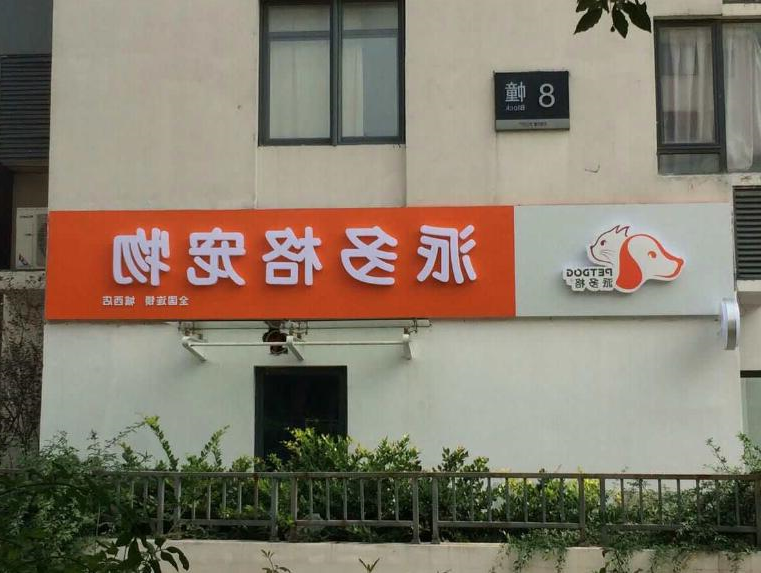 8 幢
Block
PETDOG
派多格
派多格宠物
全国连锁 城西店